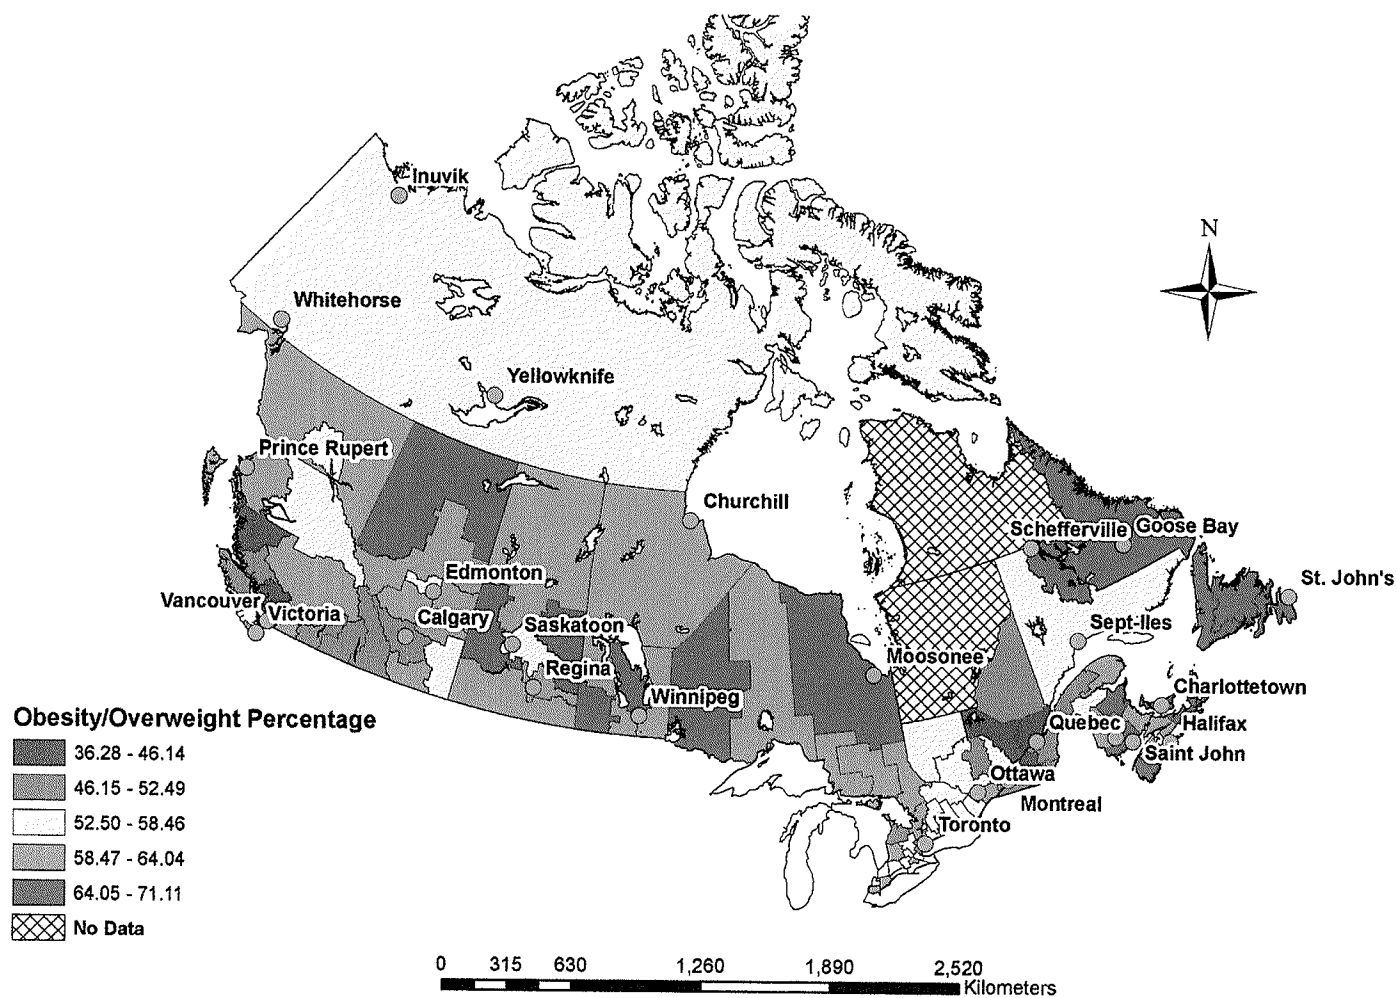 N
Inuvik
Whitehorse
Yellowknife
Prince Rupert
Churchill
Schefferville
Goose Bay
St. John's
Edmonton
Vancouver
Victoria
Calgary
Saskatoon
Sept-Iles
Regina
Moosonee
Winnipeg
Charlottetown
Quebec
Halifax
Saint John
Ottawa
Montreal
Toronto
Obesity/Overweight Percentage
36.28 - 46.14
46.15 - 52.49
52.50 - 58.46
58.47 - 64.04
64.05 - 71.11
No Data
0 315 630 1,260 1,890 2,520
Kilometers